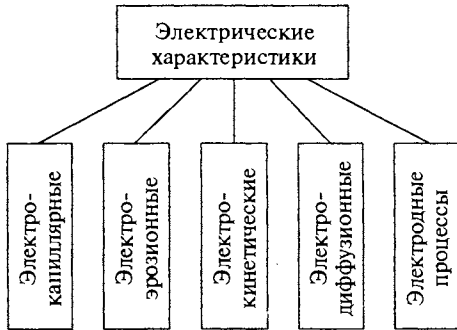 Электрические
характеристики
Электро-
капиллярные
Электро-
эрозионные
Электро-
кинетические
Электро-
диффузионные
Электродные
процессы